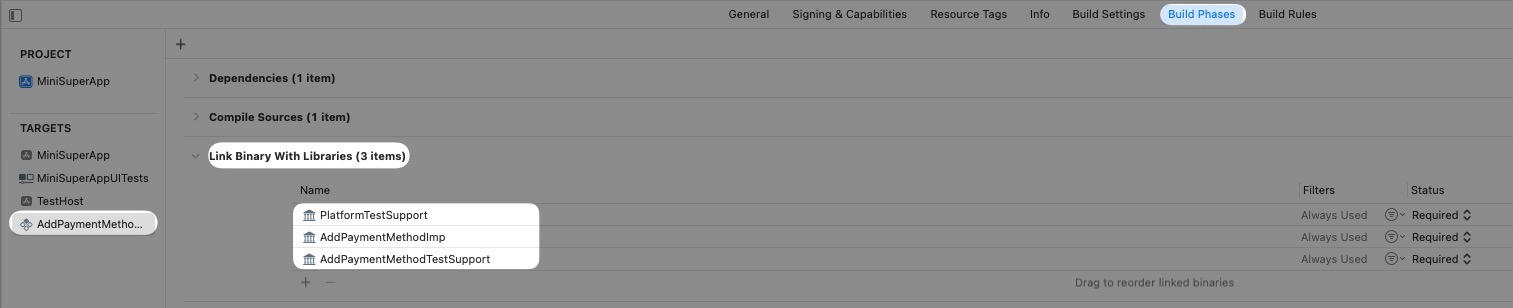 General Signing & Capabilities Resource Tags Info Build Settings Build Phases Build Rules
PROJECT
MiniSuperApp
TARGETS
MiniSuperApp
MiniSuperAppUITests
TestHost
AddPaymentMetho...
+
Dependencies (1 item)
Compile Sources (1 item)
Link Binary With Libraries (3 items)
Name Filters Status
PlatformTestSupport Always Used Required
AddPaymentMethodImp Always Used Required
AddPaymentMethodTestSupport Always Used Required
+ − Drag to reorder linked binaries